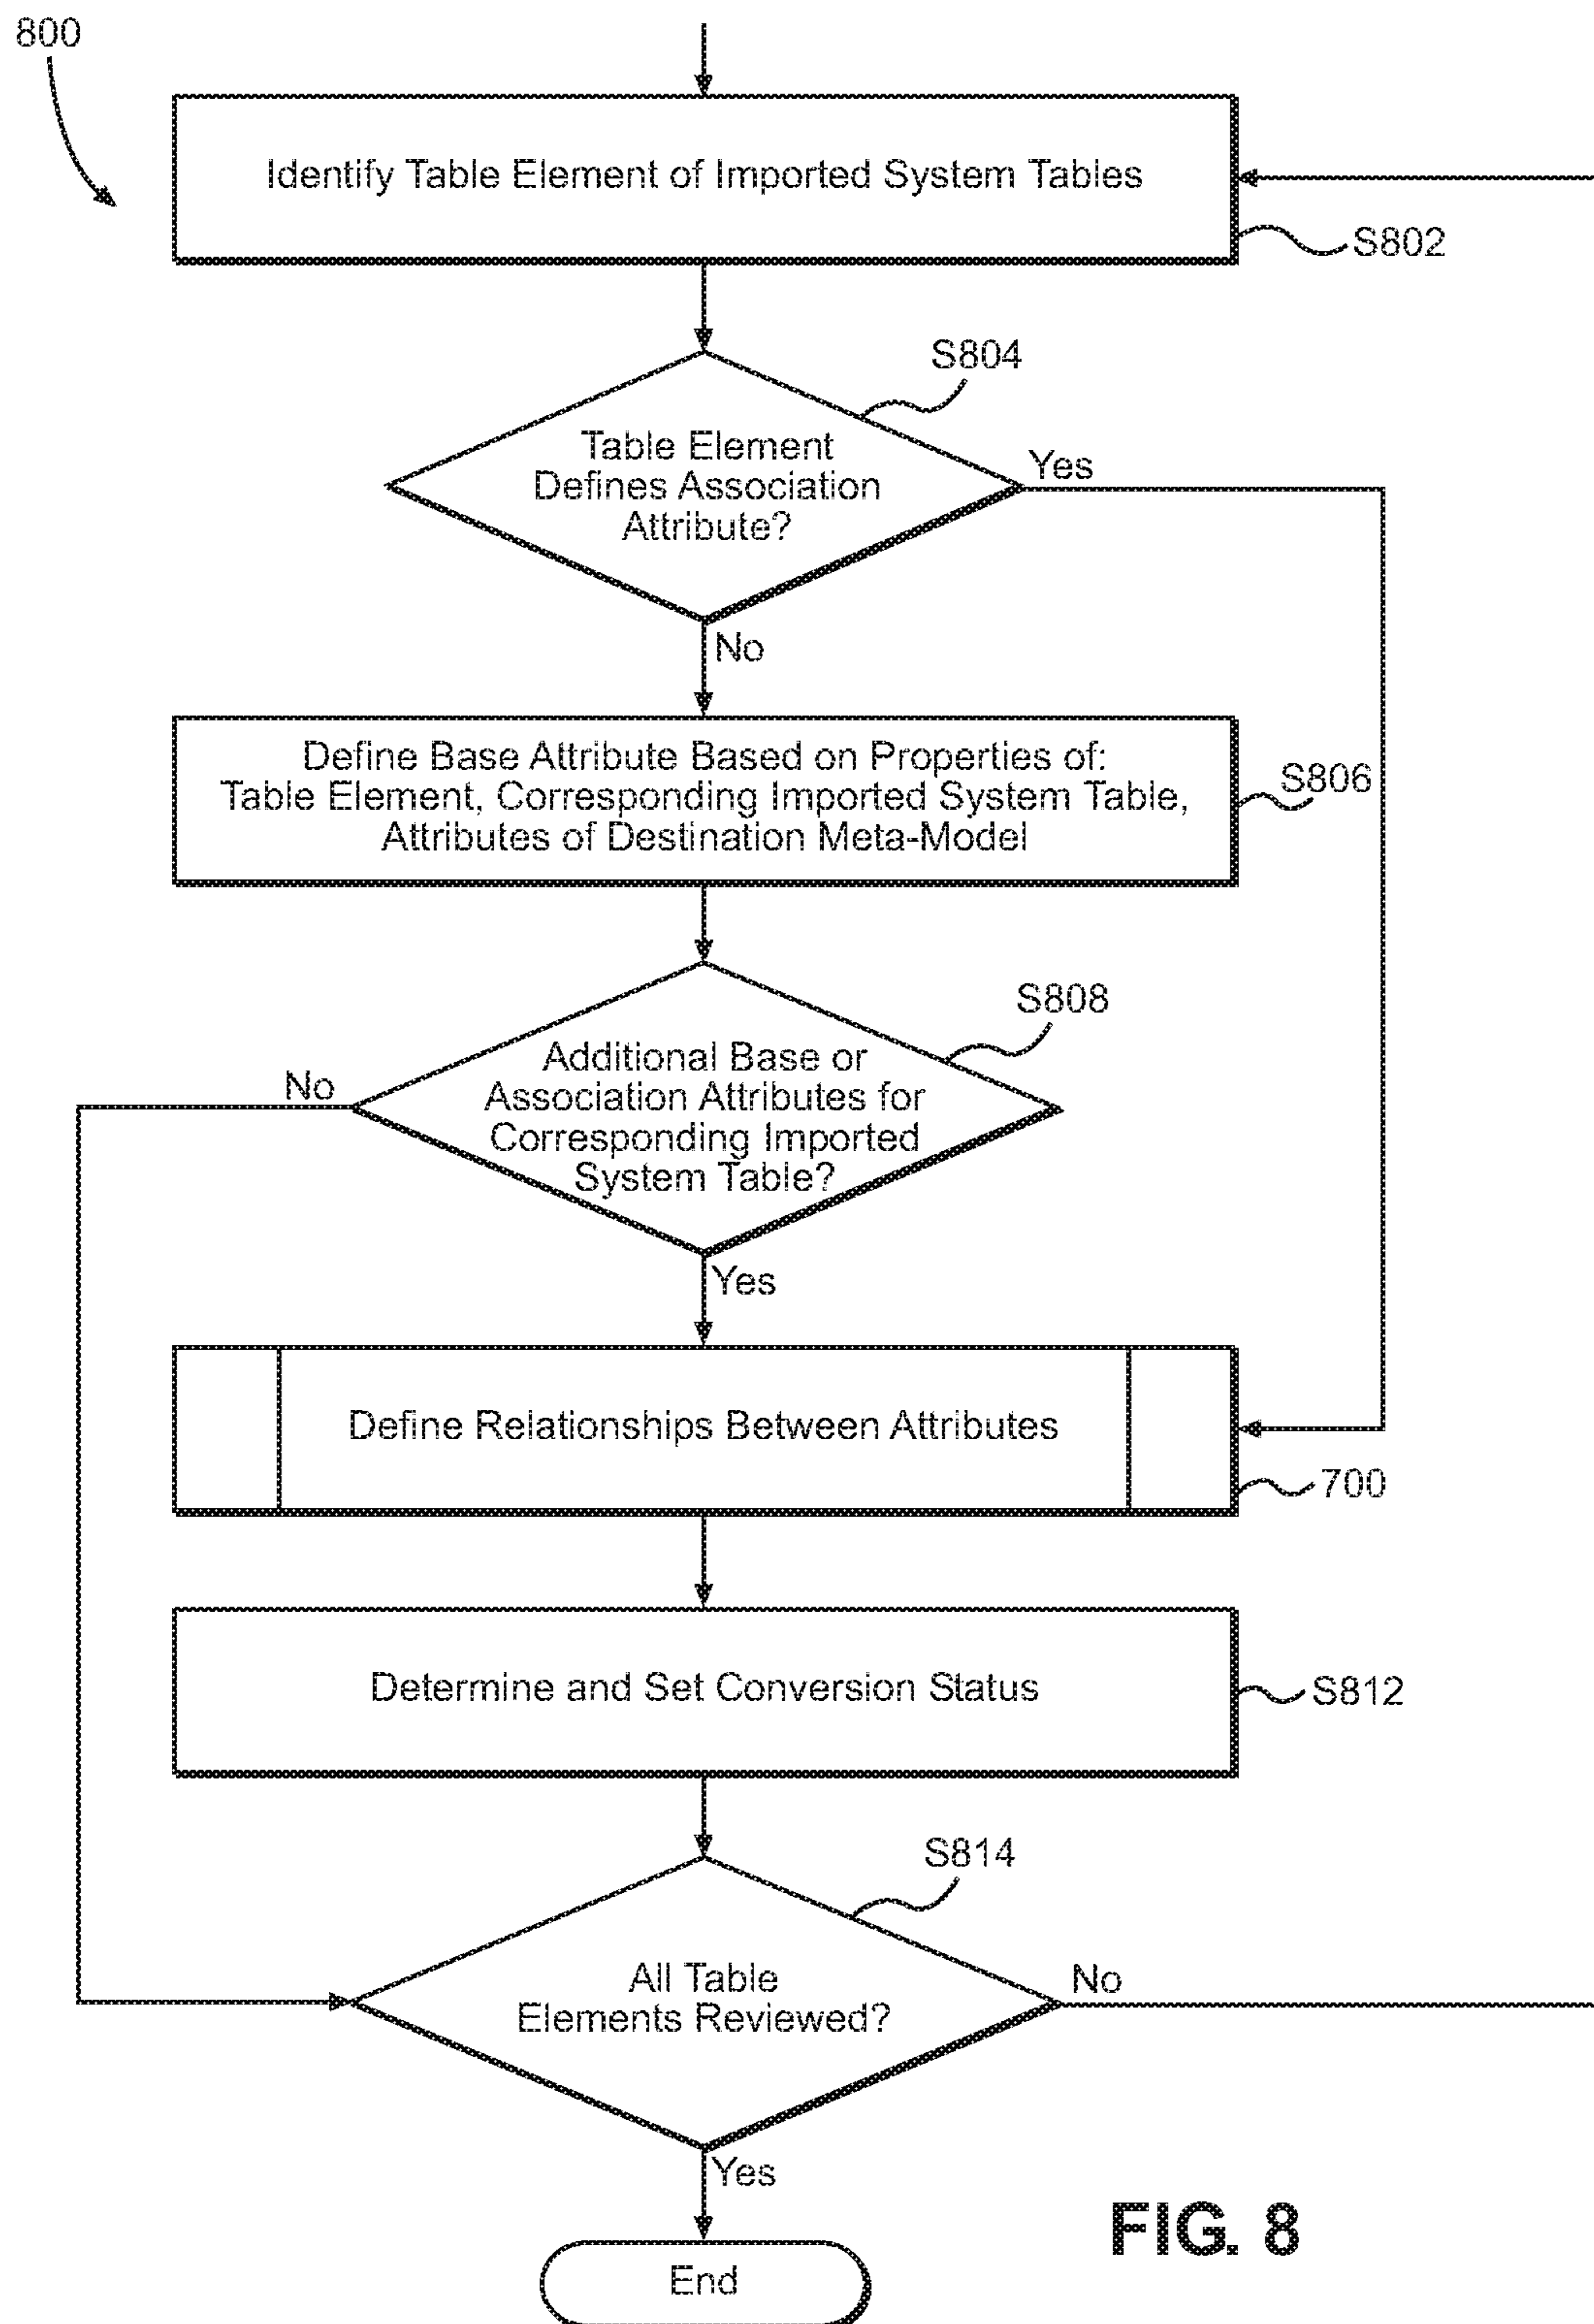 800
Identify Table Element of Imported System Tables
S802
S804
Table Element
Defines Association
Attribute?
Yes
No
Define Base Attribute Based on Properties of:
Table Element, Corresponding Imported System Table,
Attributes of Destination Meta-Model
S806
S808
Additional Base or
Association Attributes for
Corresponding Imported
System Table?
No
Yes
Define Relationships Between Attributes
700
Determine and Set Conversion Status
S812
S814
All Table
Elements Reviewed?
No
Yes
End
FIG. 8